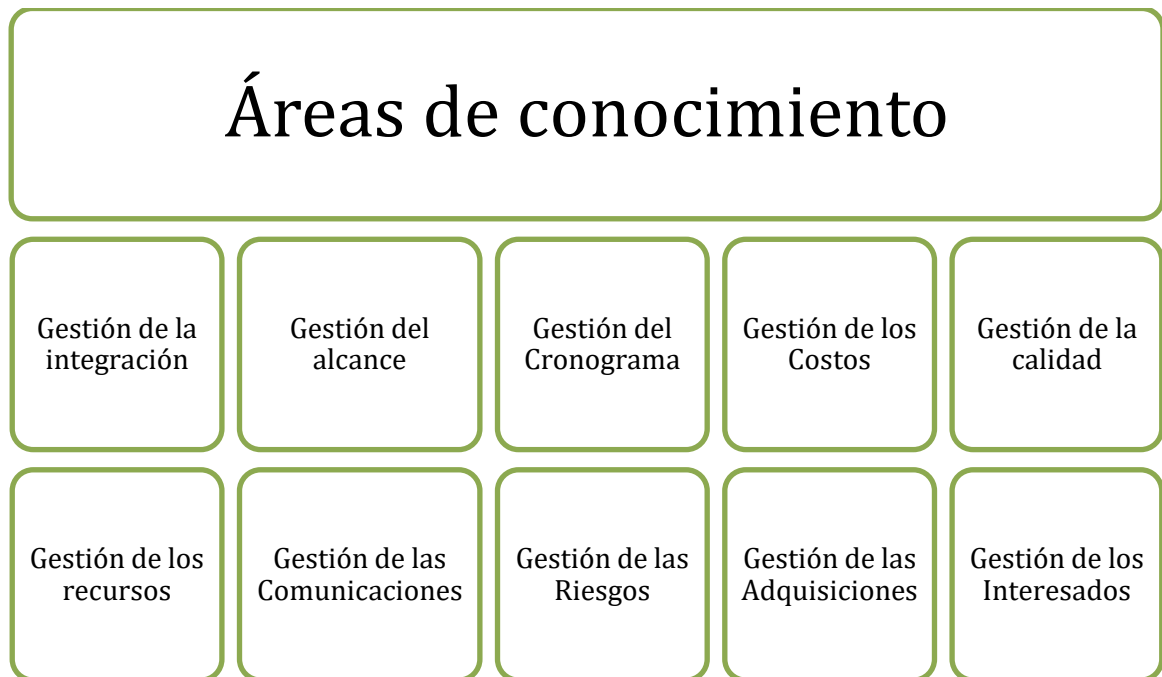 Áreas de conocimiento
Gestión de la
integración
Gestión del
alcance
Gestión del
Cronograma
Gestión de los
Costos
Gestión de la
calidad
Gestión de los
recursos
Gestión de las
Comunicaciones
Gestión de las
Riesgos
Gestión de las
Adquisiciones
Gestión de los
Interesados